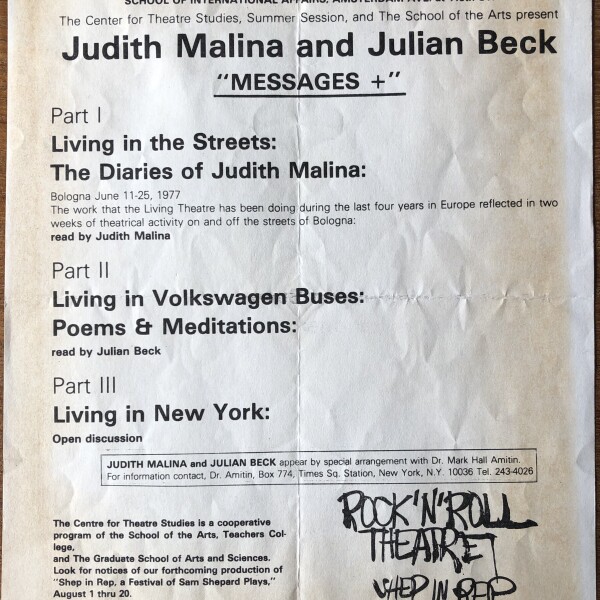 SCHOOL OF INTERNATIONAL AFFAIRS, AMSTERDAM AVE.
The Center for Theatre Studies, Summer Session, and The School of the Arts present
Judith Malina and Julian Beck
"MESSAGES +"
Part I
Living in the Streets:
The Diaries of Judith Malina:
Bologna June 11-25, 1977
The work that the Living Theatre has been doing during the last four years in Europe reflected in two
weeks of theatrical activity on and off the streets of Bologna:
read by Judith Malina
Part II
Living in Volkswagen Buses:
Poems & Meditations:
read by Julian Beck
Part III
Living in New York:
Open discussion
JUDITH MALINA and JULIAN BECK appear by special arrangement with Dr. Mark Hall Amitin.
For information contact, Dr. Amitin, Box 774, Times Sq. Station, New York, N.Y. 10036 Tel. 243-4026
The Centre for Theatre Studies is a cooperative
program of the School of the Arts, Teachers Col-
lege,
and The Graduate School of Arts and Sciences.
Look for notices of our forthcoming production of
"Shep in Rep, a Festival of Sam Shepard Plays,"
August 1 thru 20.
ROCK'N'ROLL
THEATRE
SHEP IN REP